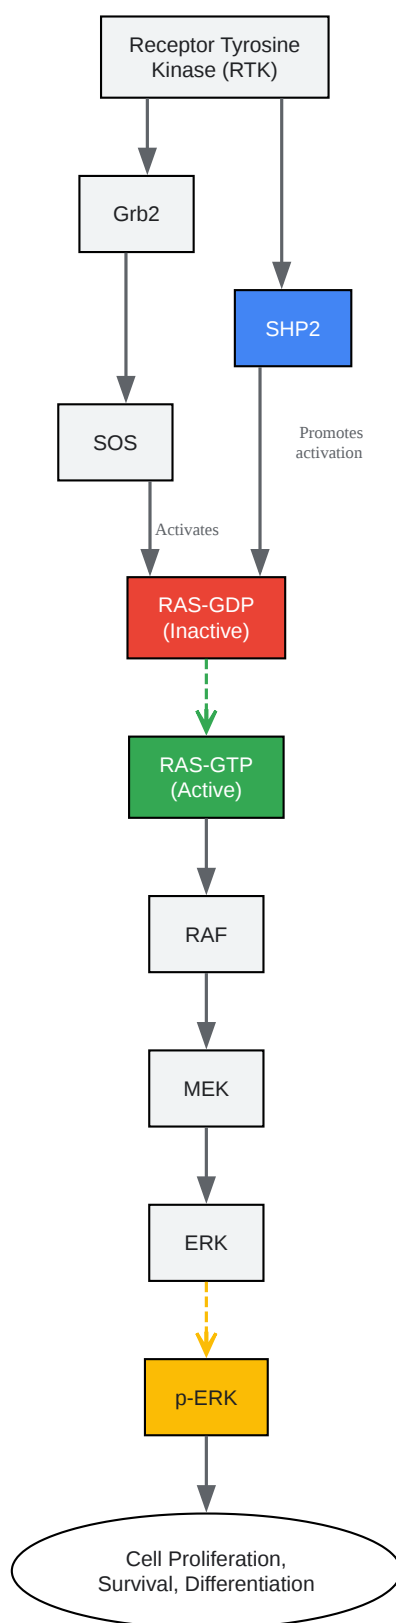 Receptor Tyrosine
Kinase (RTK)
Grb2
SHP2
SOS
Promotes
activation
Activates
RAS-GDP
(Inactive)
RAS-GTP
(Active)
RAF
MEK
ERK
p-ERK
Cell Proliferation,
Survival, Differentiation